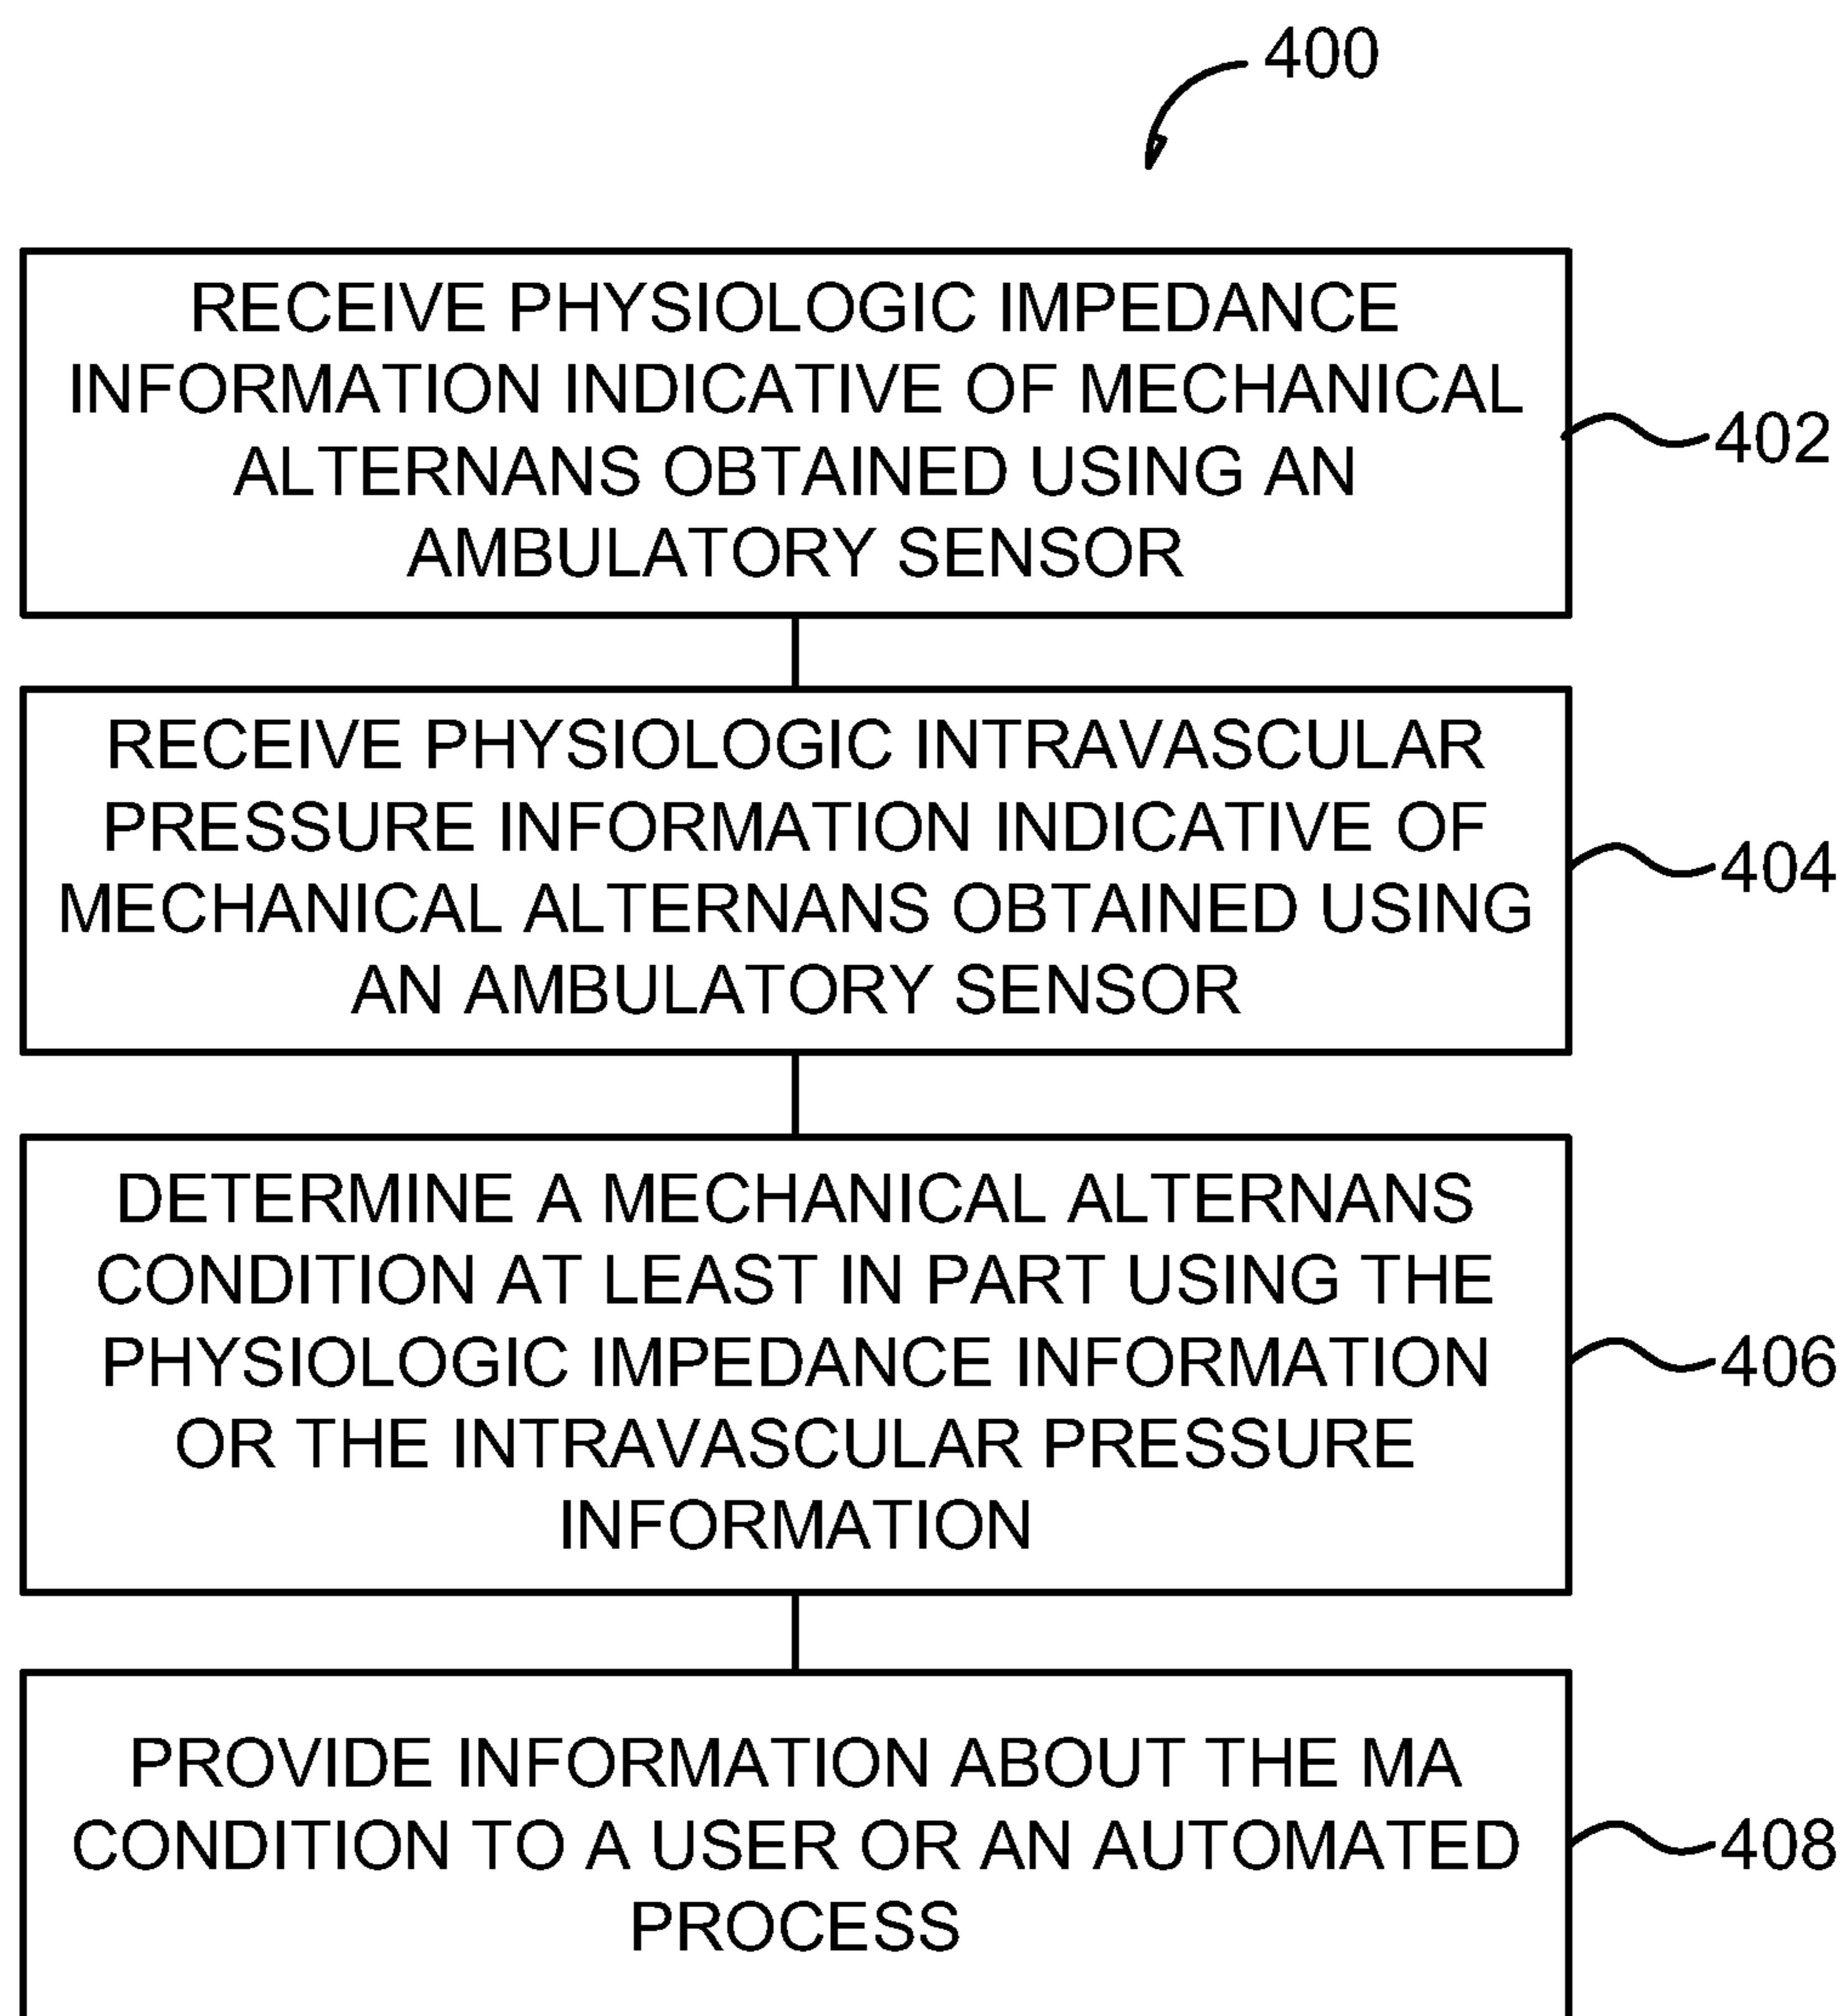 400
RECEIVE PHYSIOLOGIC IMPEDANCE
INFORMATION INDICATIVE OF MECHANICAL
ALTERNANS OBTAINED USING AN
AMBULATORY SENSOR
402
RECEIVE PHYSIOLOGIC INTRAVASCULAR
PRESSURE INFORMATION INDICATIVE OF
MECHANICAL ALTERNANS OBTAINED USING
AN AMBULATORY SENSOR
404
DETERMINE A MECHANICAL ALTERNANS
CONDITION AT LEAST IN PART USING THE
PHYSIOLOGIC IMPEDANCE INFORMATION
OR THE INTRAVASCULAR PRESSURE
INFORMATION
406
PROVIDE INFORMATION ABOUT THE MA
CONDITION TO A USER OR AN AUTOMATED
PROCESS
408